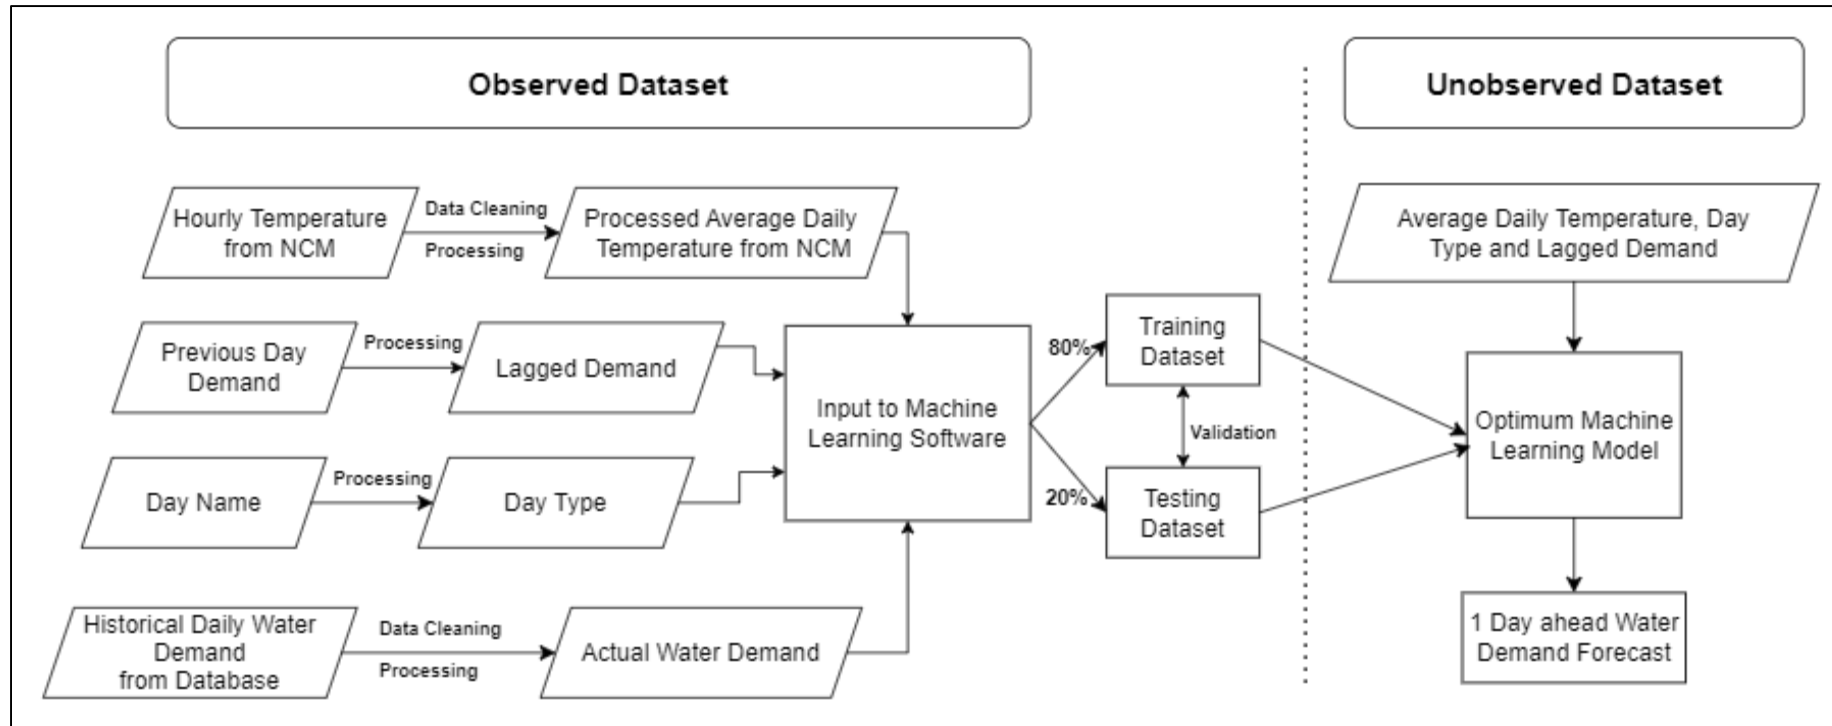 Observed Dataset
Unobserved Dataset
Hourly Temperature
from NCM
Data Cleaning
Processing
Processed Average Daily
Temperature from NCM
Average Daily Temperature, Day
Type and Lagged Demand
Previous Day
Demand
Processing
Lagged Demand
Input to Machine
Learning Software
80%
Training
Dataset
Validation
Optimum Machine
Learning Model
Day Name
Processing
Day Type
20%
Testing
Dataset
Historical Daily Water
Demand
from Database
Data Cleaning
Processing
Actual Water Demand
1 Day ahead Water
Demand Forecast